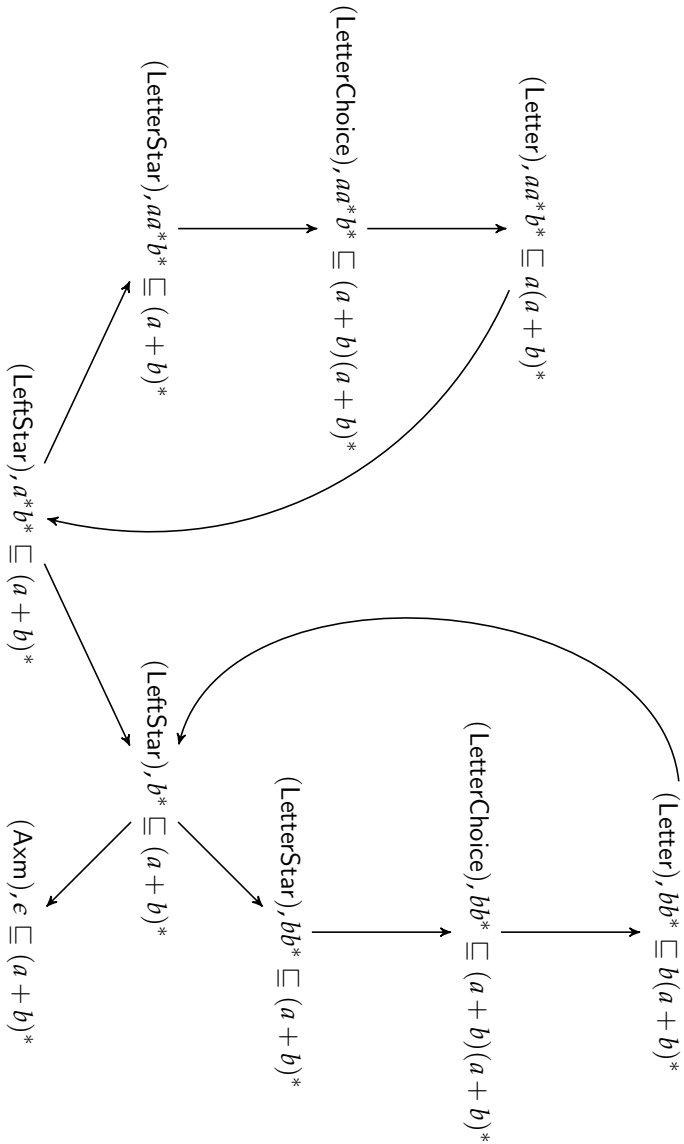 (Letter), aa*b* ⊑ a(a + b)*
(LetterChoice), aa*b* ⊑ (a + b)(a + b)*
(LetterStar), aa*b* ⊑ (a + b)*
(LeftStar), a*b* ⊑ (a + b)*
(Letter), bb* ⊑ b(a + b)*
(LetterChoice), bb* ⊑ (a + b)(a + b)*
(LetterStar), bb* ⊑ (a + b)*
(LeftStar), b* ⊑ (a + b)*
(Axm), ϵ ⊑ (a + b)*